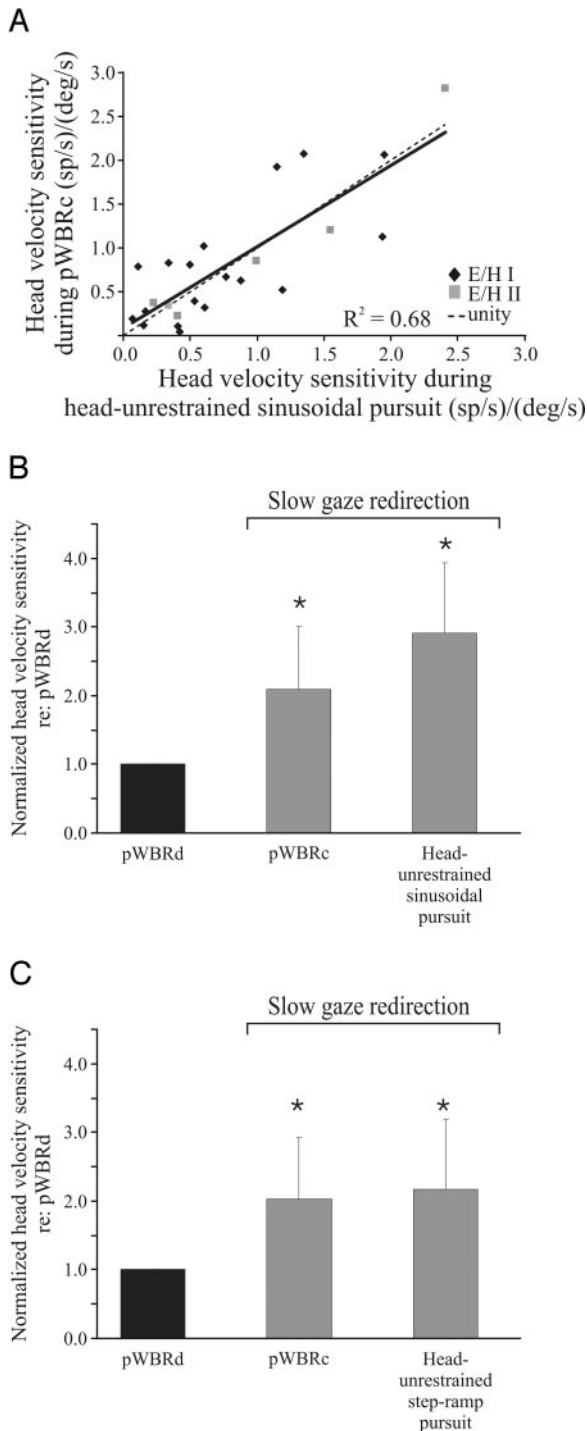 A
Head velocity sensitivity
during pWBRc (sp/s)/(deg/s)
3.0
2.5
2.0
1.5
1.0
0.5
0.0 0.5 1.0 1.5 2.0 2.5 3.0
E/H I
E/H II
unity
R² = 0.68
Head velocity sensitivity during
head-unrestrained sinusoidal pursuit (sp/s)/(deg/s)
B
Slow gaze redirection
Normalized head velocity sensitivity
re: pWBRd
4.0
3.0
2.0
1.0
0.0
*
*
pWBRd
pWBRc
Head-
unrestrained
sinusoidal
pursuit
C
Slow gaze redirection
Normalized head velocity sensitivity
re: pWBRd
4.0
3.0
2.0
1.0
0.0
*
*
pWBRd
pWBRc
Head-
unrestrained
step-ramp
pursuit